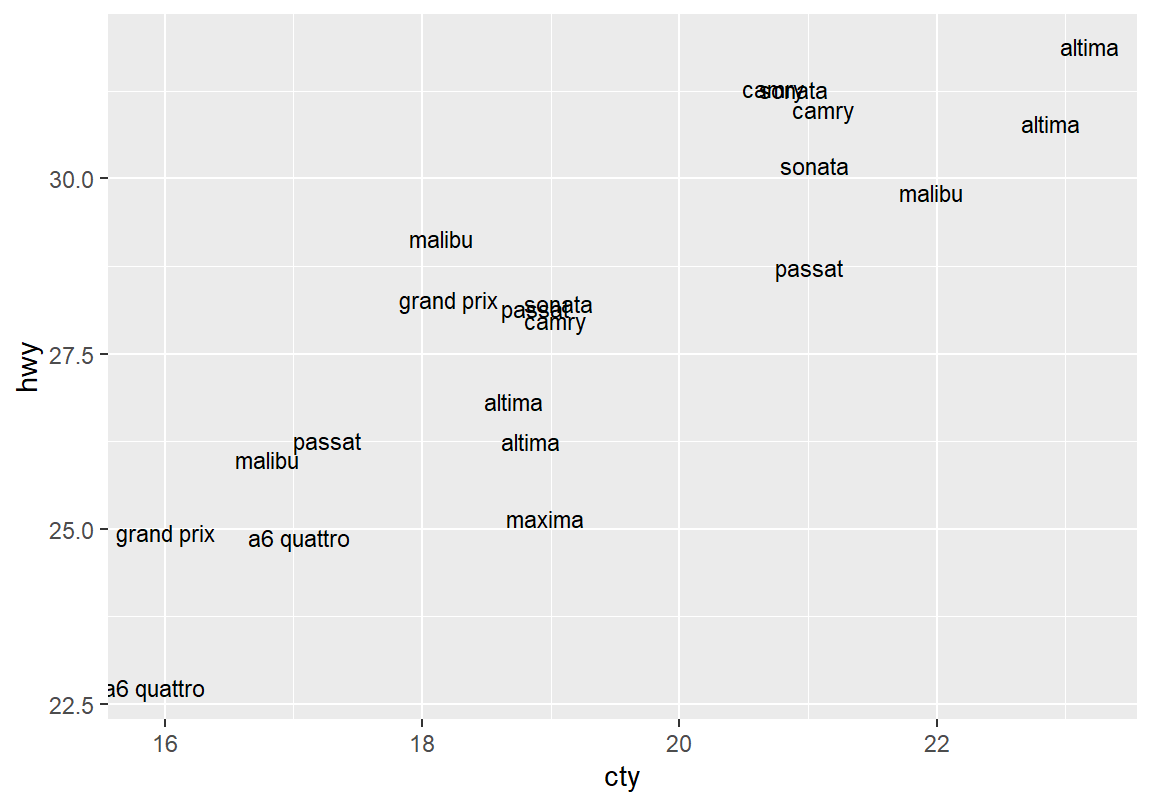 altima
camry
sonata
camry
altima
30.0
sonata
malibu
malibu
passat
grand prix
sonata
passat
camry
27.5
hwy
altima
passat
altima
malibu
25.0
maxima
grand prix
a6 quattro
a6 quattro
22.5
16 18 20 22
cty